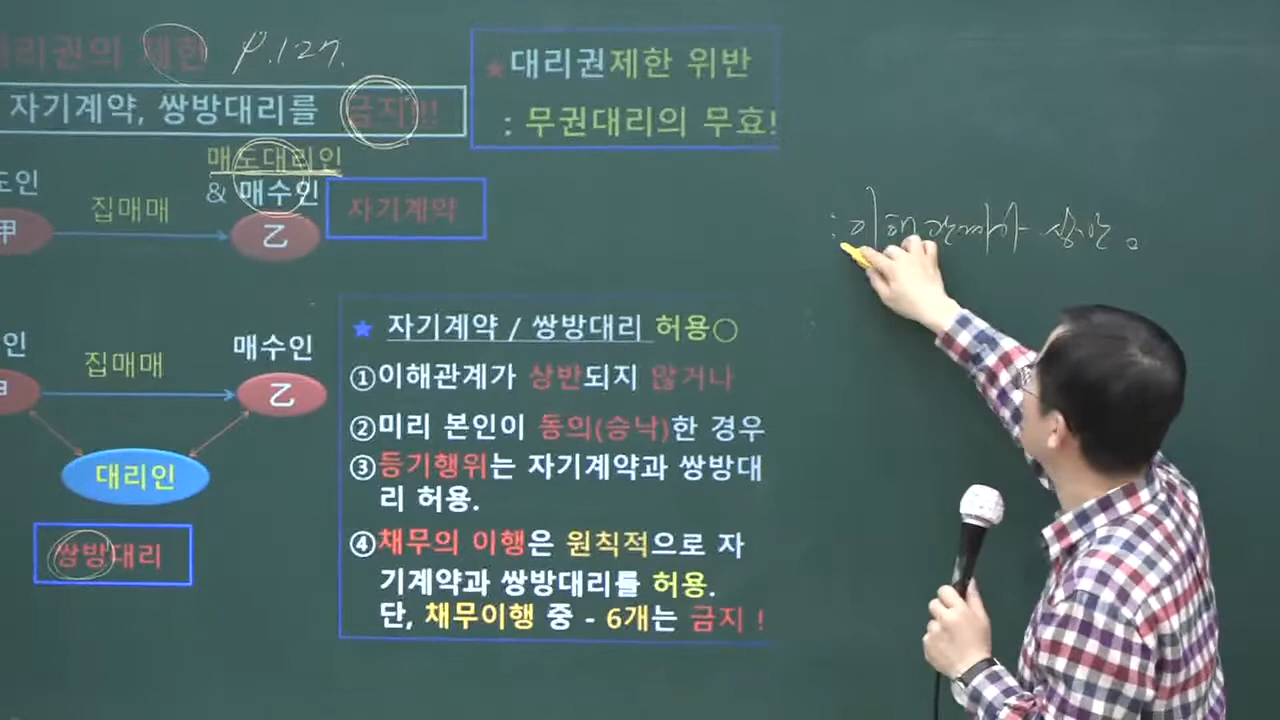 대리권의 제한 p.127.
자기계약, 쌍방대리를 금지!!!
★대리권제한 위반
: 무권대리의 무효!
매도대리인
& 매수인
도인
집매매
甲
乙
자기계약
: 이해관계가 상반。
인
집매매
매수인
甲
乙
대리인
쌍방대리
★ 자기계약 / 쌍방대리 허용○
①이해관계가 상반되지 않거나
②미리 본인이 동의(승낙)한 경우
③등기행위는 자기계약과 쌍방대
리 허용.
④채무의 이행은 원칙적으로 자
기계약과 쌍방대리를 허용.
단, 채무이행 중 - 6개는 금지 !